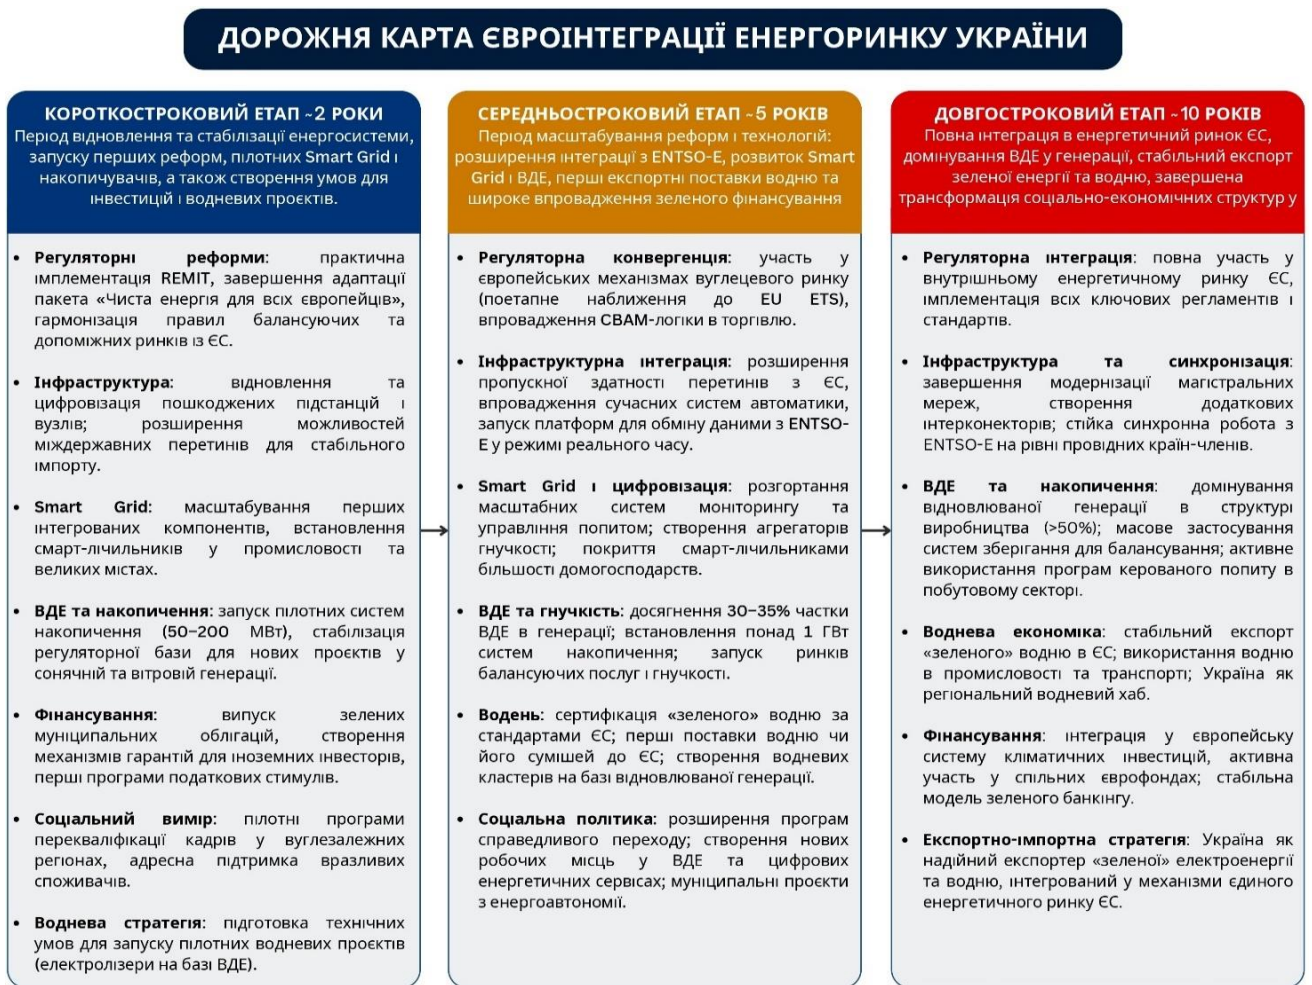 ДОРОЖНЯ КАРТА ЄВРОІНТЕГРАЦІЇ ЕНЕРГОРИНКУ УКРАЇНИ
КОРОТКОСТРОКОВИЙ ЕТАП ~2 РОКИ
Період відновлення та стабілізації енергосистеми,
запуску перших реформ, пілотних Smart Grid і
накопичувачів, а також створення умов для
інвестицій і водневих проєктів.
• Регуляторні реформи: практична
імплементація REMIT, завершення адаптації
пакета «Чиста енергія для всіх європейців»,
гармонізація правил балансуючих та
допоміжних ринків із ЄС.
• Інфраструктура: відновлення та
цифровізація пошкоджених підстанцій і
вузлів; розширення можливостей
міждержавних перетинів для стабільного
імпорту.
• Smart Grid: масштабування перших
інтегрованих компонентів, встановлення
смарт-лічильників у промисловості та
великих містах.
• ВДЕ та накопичення: запуск пілотних систем
накопичення (50–200 МВт), стабілізація
регуляторної бази для нових проєктів у
сонячній та вітровій генерації.
• Фінансування: випуск зелених
муніципальних облігацій, створення
механізмів гарантій для іноземних інвесторів,
перші програми податкових стимулів.
• Соціальний вимір: пілотні програми
перекваліфікації кадрів у вуглезалежних
регіонах, адресна підтримка вразливих
споживачів.
• Воднева стратегія: підготовка технічних
умов для запуску пілотних водневих проєктів
(електролізери на базі ВДЕ).
СЕРЕДНЬОСТРОКОВИЙ ЕТАП ~5 РОКІВ
Період масштабування реформ і технологій:
розширення інтеграції з ENTSO-E, розвиток Smart
Grid і ВДЕ, перші експортні поставки водню та
широке впровадження зеленого фінансування
• Регуляторна конвергенція: участь у
європейських механізмах вуглецевого ринку
(поетапне наближення до EU ETS),
впровадження CBAM-логіки в торгівлю.
• Інфраструктурна інтеграція: розширення
пропускної здатності перетинів з ЄС,
впровадження сучасних систем автоматики,
запуск платформ для обміну даними з ENTSO-
E у режимі реального часу.
• Smart Grid і цифровізація: розгортання
масштабних систем моніторингу та
управління попитом; створення агрегаторів
гнучкості; покриття смарт-лічильниками
більшості домогосподарств.
• ВДЕ та гнучкість: досягнення 30–35% частки
ВДЕ в генерації; встановлення понад 1 ГВт
систем накопичення; запуск ринків
балансуючих послуг і гнучкості.
• Водень: сертифікація «зеленого» водню за
стандартами ЄС; перші поставки водню чи
його сумішей до ЄС; створення водневих
кластерів на базі відновлюваної генерації.
• Соціальна політика: розширення програм
справедливого переходу; створення нових
робочих місць у ВДЕ та цифрових
енергетичних сервісах; муніципальні проєкти
з енергоавтономії.
ДОВГОСТРОКОВИЙ ЕТАП ~10 РОКІВ
Повна інтеграція в енергетичний ринок ЄС,
домінування ВДЕ у генерації, стабільний експорт
зеленої енергії та водню, завершена
трансформація соціально-економічних структур у
• Регуляторна інтеграція: повна участь у
внутрішньому енергетичному ринку ЄС,
імплементація всіх ключових регламентів і
стандартів.
• Інфраструктура та синхронізація:
завершення модернізації магістральних
мереж, створення додаткових
інтерконекторів; стійка синхронна робота з
ENTSO-E на рівні провідних країн-членів.
• ВДЕ та накопичення: домінування
відновлюваної генерації в структурі
виробництва (>50%); масове застосування
систем зберігання для балансування; активне
використання програм керованого попиту в
побутовому секторі.
• Воднева економіка: стабільний експорт
«зеленого» водню в ЄС; використання водню
в промисловості та транспорті; Україна як
регіональний водневий хаб.
• Фінансування: інтеграція у європейську
систему кліматичних інвестицій, активна
участь у спільних єврофондах; стабільна
модель зеленого банкінгу.
• Експортно-імпортна стратегія: Україна як
надійний експортер «зеленої» електроенергії
та водню, інтегрований у механізми єдиного
енергетичного ринку ЄС.